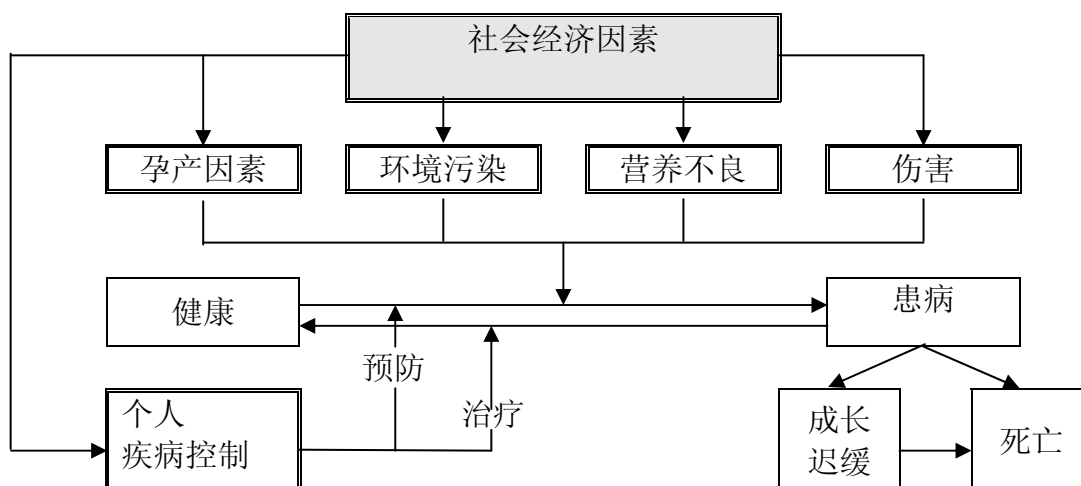 社会经济因素
孕产因素
环境污染
营养不良
伤害
健康
患病
预防
治疗
个人
疾病控制
成长
迟缓
死亡